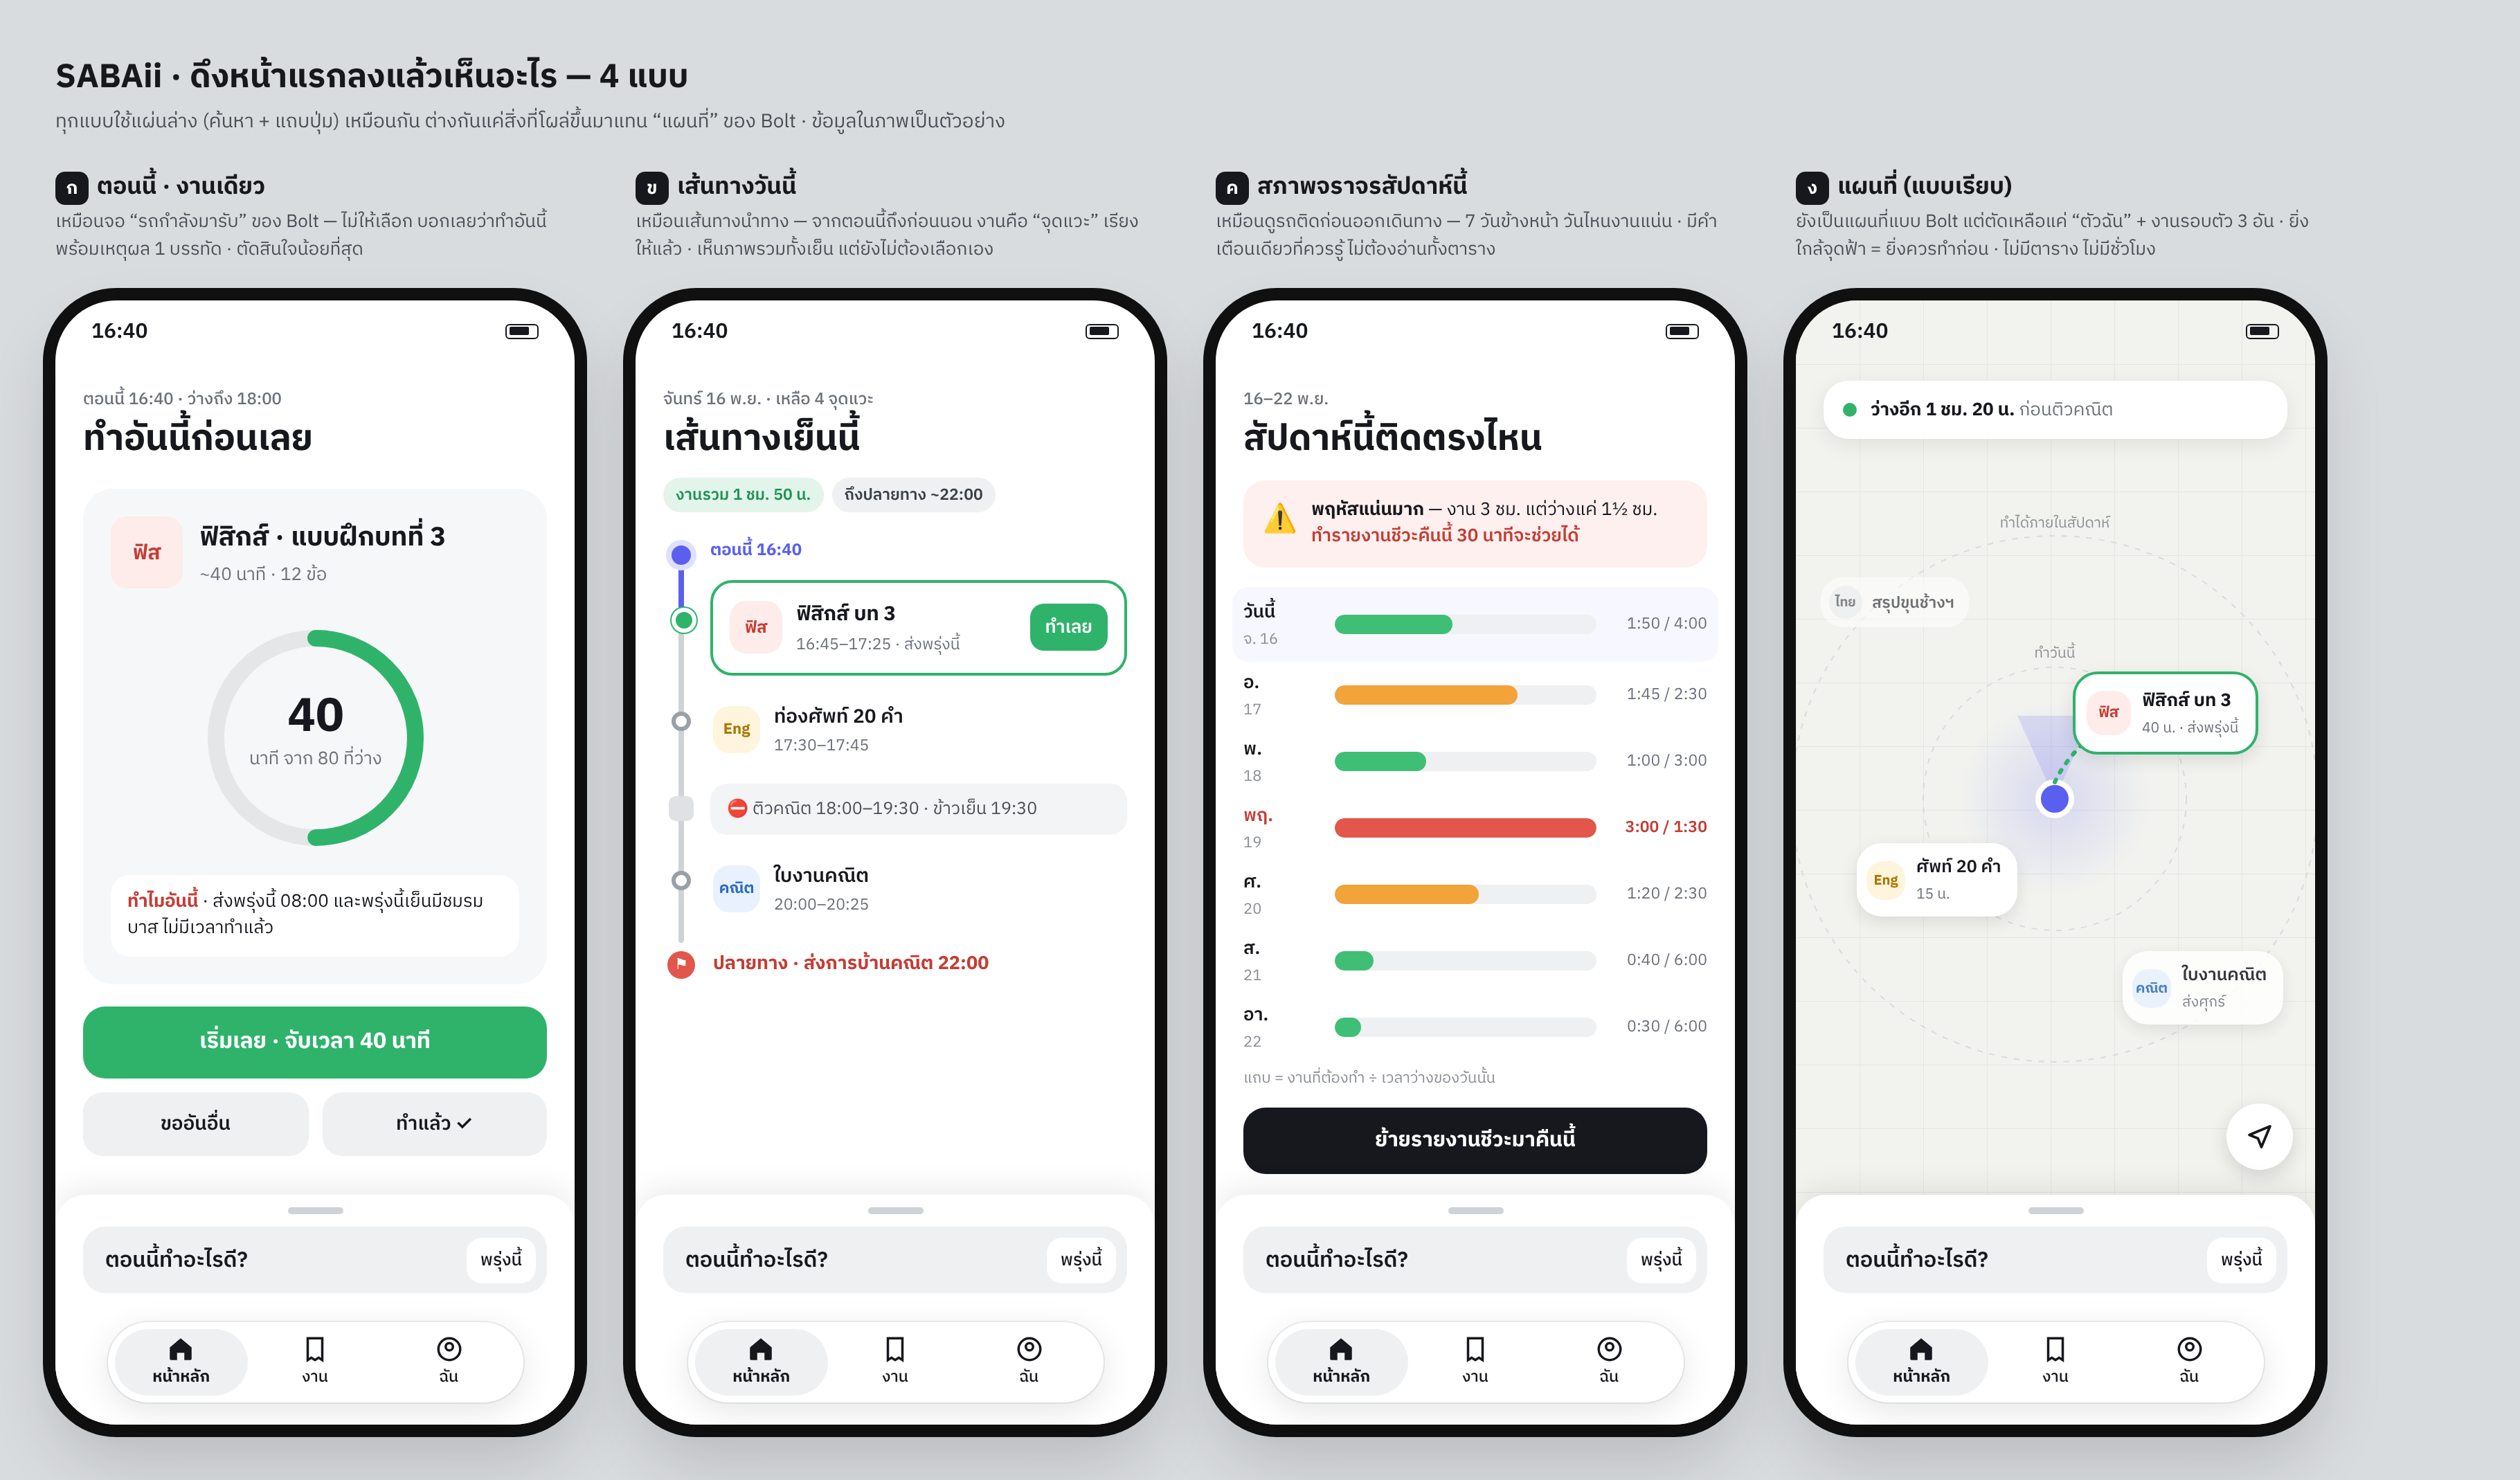 SABAii · ดึงหน้าแรกลงแล้วเห็นอะไร — 4 แบบ
ทุกแบบใช้แผ่นล่าง (ค้นหา + แถบปุ่ม) เหมือนกัน ต่างกันแค่สิ่งที่โผล่ขึ้นมาแทน “แผนที่” ของ Bolt · ข้อมูลในภาพเป็นตัวอย่าง
ก ตอนนี้ · งานเดียว
เหมือนจอ “รถกำลังมารับ” ของ Bolt — ไม่ให้เลือก บอกเลยว่าทำอันนี้
พร้อมเหตุผล 1 บรรทัด · ตัดสินใจน้อยที่สุด
16:40
ตอนนี้ 16:40 · ว่างถึง 18:00
ทำอันนี้ก่อนเลย
ฟิส
ฟิสิกส์ · แบบฝึกบทที่ 3
~40 นาที · 12 ข้อ
40
นาที จาก 80 ที่ว่าง
ทำไมอันนี้ · ส่งพรุ่งนี้ 08:00 และพรุ่งนี้เย็นมีชมรม
บาส ไม่มีเวลาทำแล้ว
เริ่มเลย · จับเวลา 40 นาที
ขออันอื่น
ทำแล้ว ✓
ตอนนี้ทำอะไรดี?
พรุ่งนี้
หน้าหลัก
งาน
ฉัน
ข เส้นทางวันนี้
เหมือนเส้นทางนำทาง — จากตอนนี้ถึงก่อนนอน งานคือ “จุดแวะ” เรียง
ให้แล้ว · เห็นภาพรวมทั้งเย็น แต่ยังไม่ต้องเลือกเอง
16:40
จันทร์ 16 พ.ย. · เหลือ 4 จุดแวะ
เส้นทางเย็นนี้
งานรวม 1 ชม. 50 น.
ถึงปลายทาง ~22:00
ตอนนี้ 16:40
ฟิส
ฟิสิกส์ บท 3
16:45–17:25 · ส่งพรุ่งนี้
ทำเลย
Eng
ท่องศัพท์ 20 คำ
17:30–17:45
⛔ ติวคณิต 18:00–19:30 · ข้าวเย็น 19:30
คณิต
ใบงานคณิต
20:00–20:25
ปลายทาง · ส่งการบ้านคณิต 22:00
ตอนนี้ทำอะไรดี?
พรุ่งนี้
หน้าหลัก
งาน
ฉัน
ค สภาพจราจรสัปดาห์นี้
เหมือนดูรถติดก่อนออกเดินทาง — 7 วันข้างหน้า วันไหนงานแน่น · มีคำ
เตือนเดียวที่ควรรู้ ไม่ต้องอ่านทั้งตาราง
16:40
16–22 พ.ย.
สัปดาห์นี้ติดตรงไหน
⚠️ พฤหัสแน่นมาก — งาน 3 ชม. แต่ว่างแค่ 1½ ชม.
ทำรายงานชีวะคืนนี้ 30 นาทีจะช่วยได้
วันนี้
จ. 16
1:50 / 4:00
อ.
17
1:45 / 2:30
พ.
18
1:00 / 3:00
พฤ.
19
3:00 / 1:30
ศ.
20
1:20 / 2:30
ส.
21
0:40 / 6:00
อา.
22
0:30 / 6:00
แถบ = งานที่ต้องทำ ÷ เวลาว่างของวันนั้น
ย้ายรายงานชีวะมาคืนนี้
ตอนนี้ทำอะไรดี?
พรุ่งนี้
หน้าหลัก
งาน
ฉัน
ง แผนที่ (แบบเรียบ)
ยังเป็นแผนที่แบบ Bolt แต่ตัดเหลือแค่ “ตัวฉัน” + งานรอบตัว 3 อัน · ยิ่ง
ใกล้จุดฟ้า = ยิ่งควรทำก่อน · ไม่มีตาราง ไม่มีชั่วโมง
16:40
ว่างอีก 1 ชม. 20 น. ก่อนติวคณิต
ทำได้ภายในสัปดาห์
ไทย
สรุปขุนช้างฯ
ทำวันนี้
ฟิส
ฟิสิกส์ บท 3
40 น. · ส่งพรุ่งนี้
Eng
ศัพท์ 20 คำ
15 น.
คณิต
ใบงานคณิต
ส่งศุกร์
ตอนนี้ทำอะไรดี?
พรุ่งนี้
หน้าหลัก
งาน
ฉัน